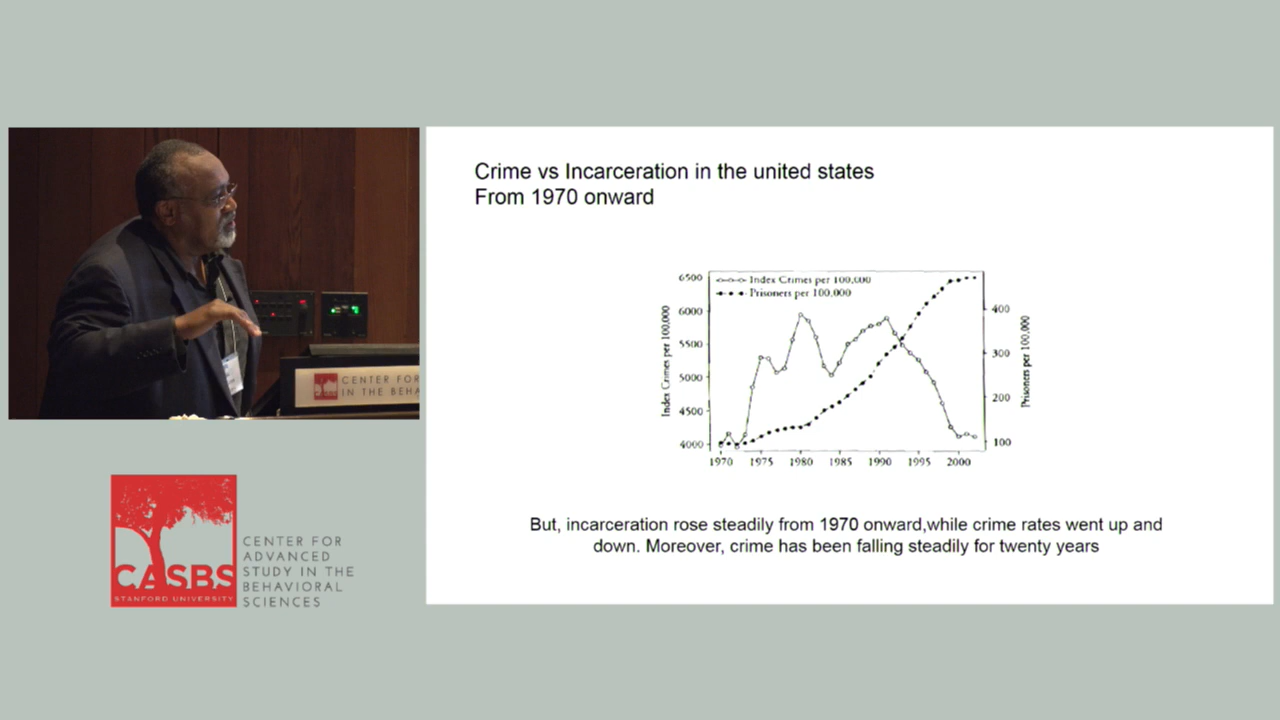 Crime vs Incarceration in the united states
From 1970 onward
Index Crimes per 100,000
Prisoners per 100,000
6500
6000
5500
5000
4500
4000
Index Crimes per 100,000
400
300
200
100
Prisoners per 100,000
1970 1975 1980 1985 1990 1995 2000
But, incarceration rose steadily from 1970 onward,while crime rates went up and
down. Moreover, crime has been falling steadily for twenty years
CENTER FOR
IN THE BEHA
CASBS
STANFORD UNIVERSITY
CENTER FOR
ADVANCED
STUDY IN THE
BEHAVIORAL
SCIENCES